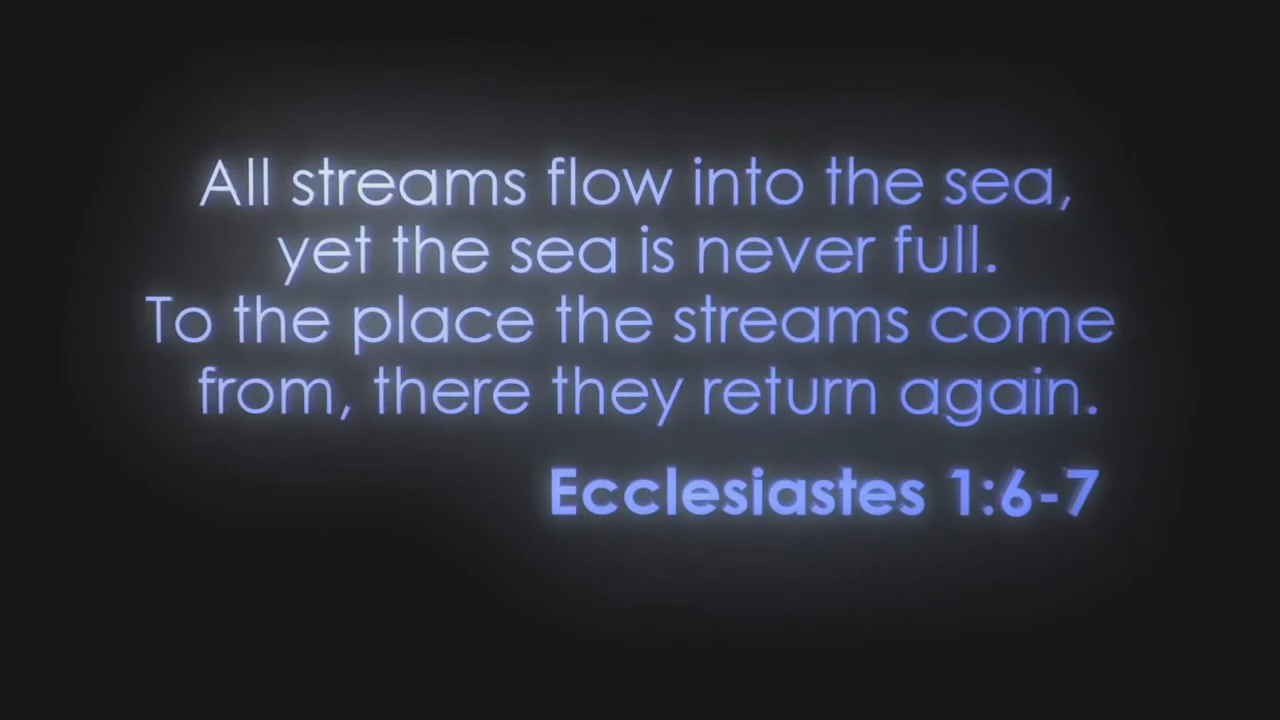 All streams flow into the sea,
yet the sea is never full.
To the place the streams come
from, there they return again.
Ecclesiastes 1:6-7